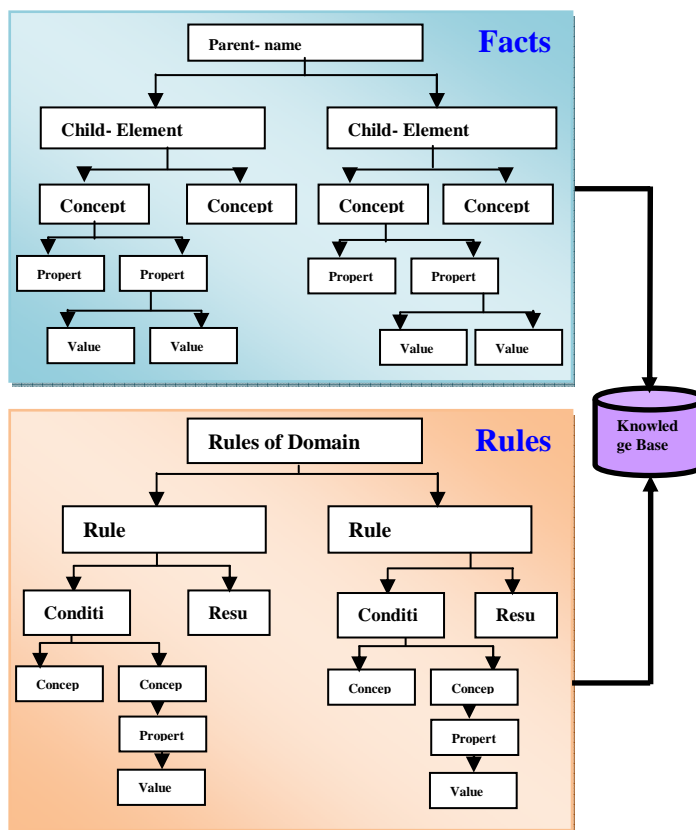 Parent- name
Facts
Child- Element
Child- Element
Concept
Concept
Concept
Concept
Propert
Propert
Propert
Propert
Value
Value
Value
Value
Knowled
ge Base
Rules of Domain
Rules
Rule
Rule
Conditi
Resu
Conditi
Resu
Concep
Concep
Concep
Concep
Propert
Propert
Value
Value